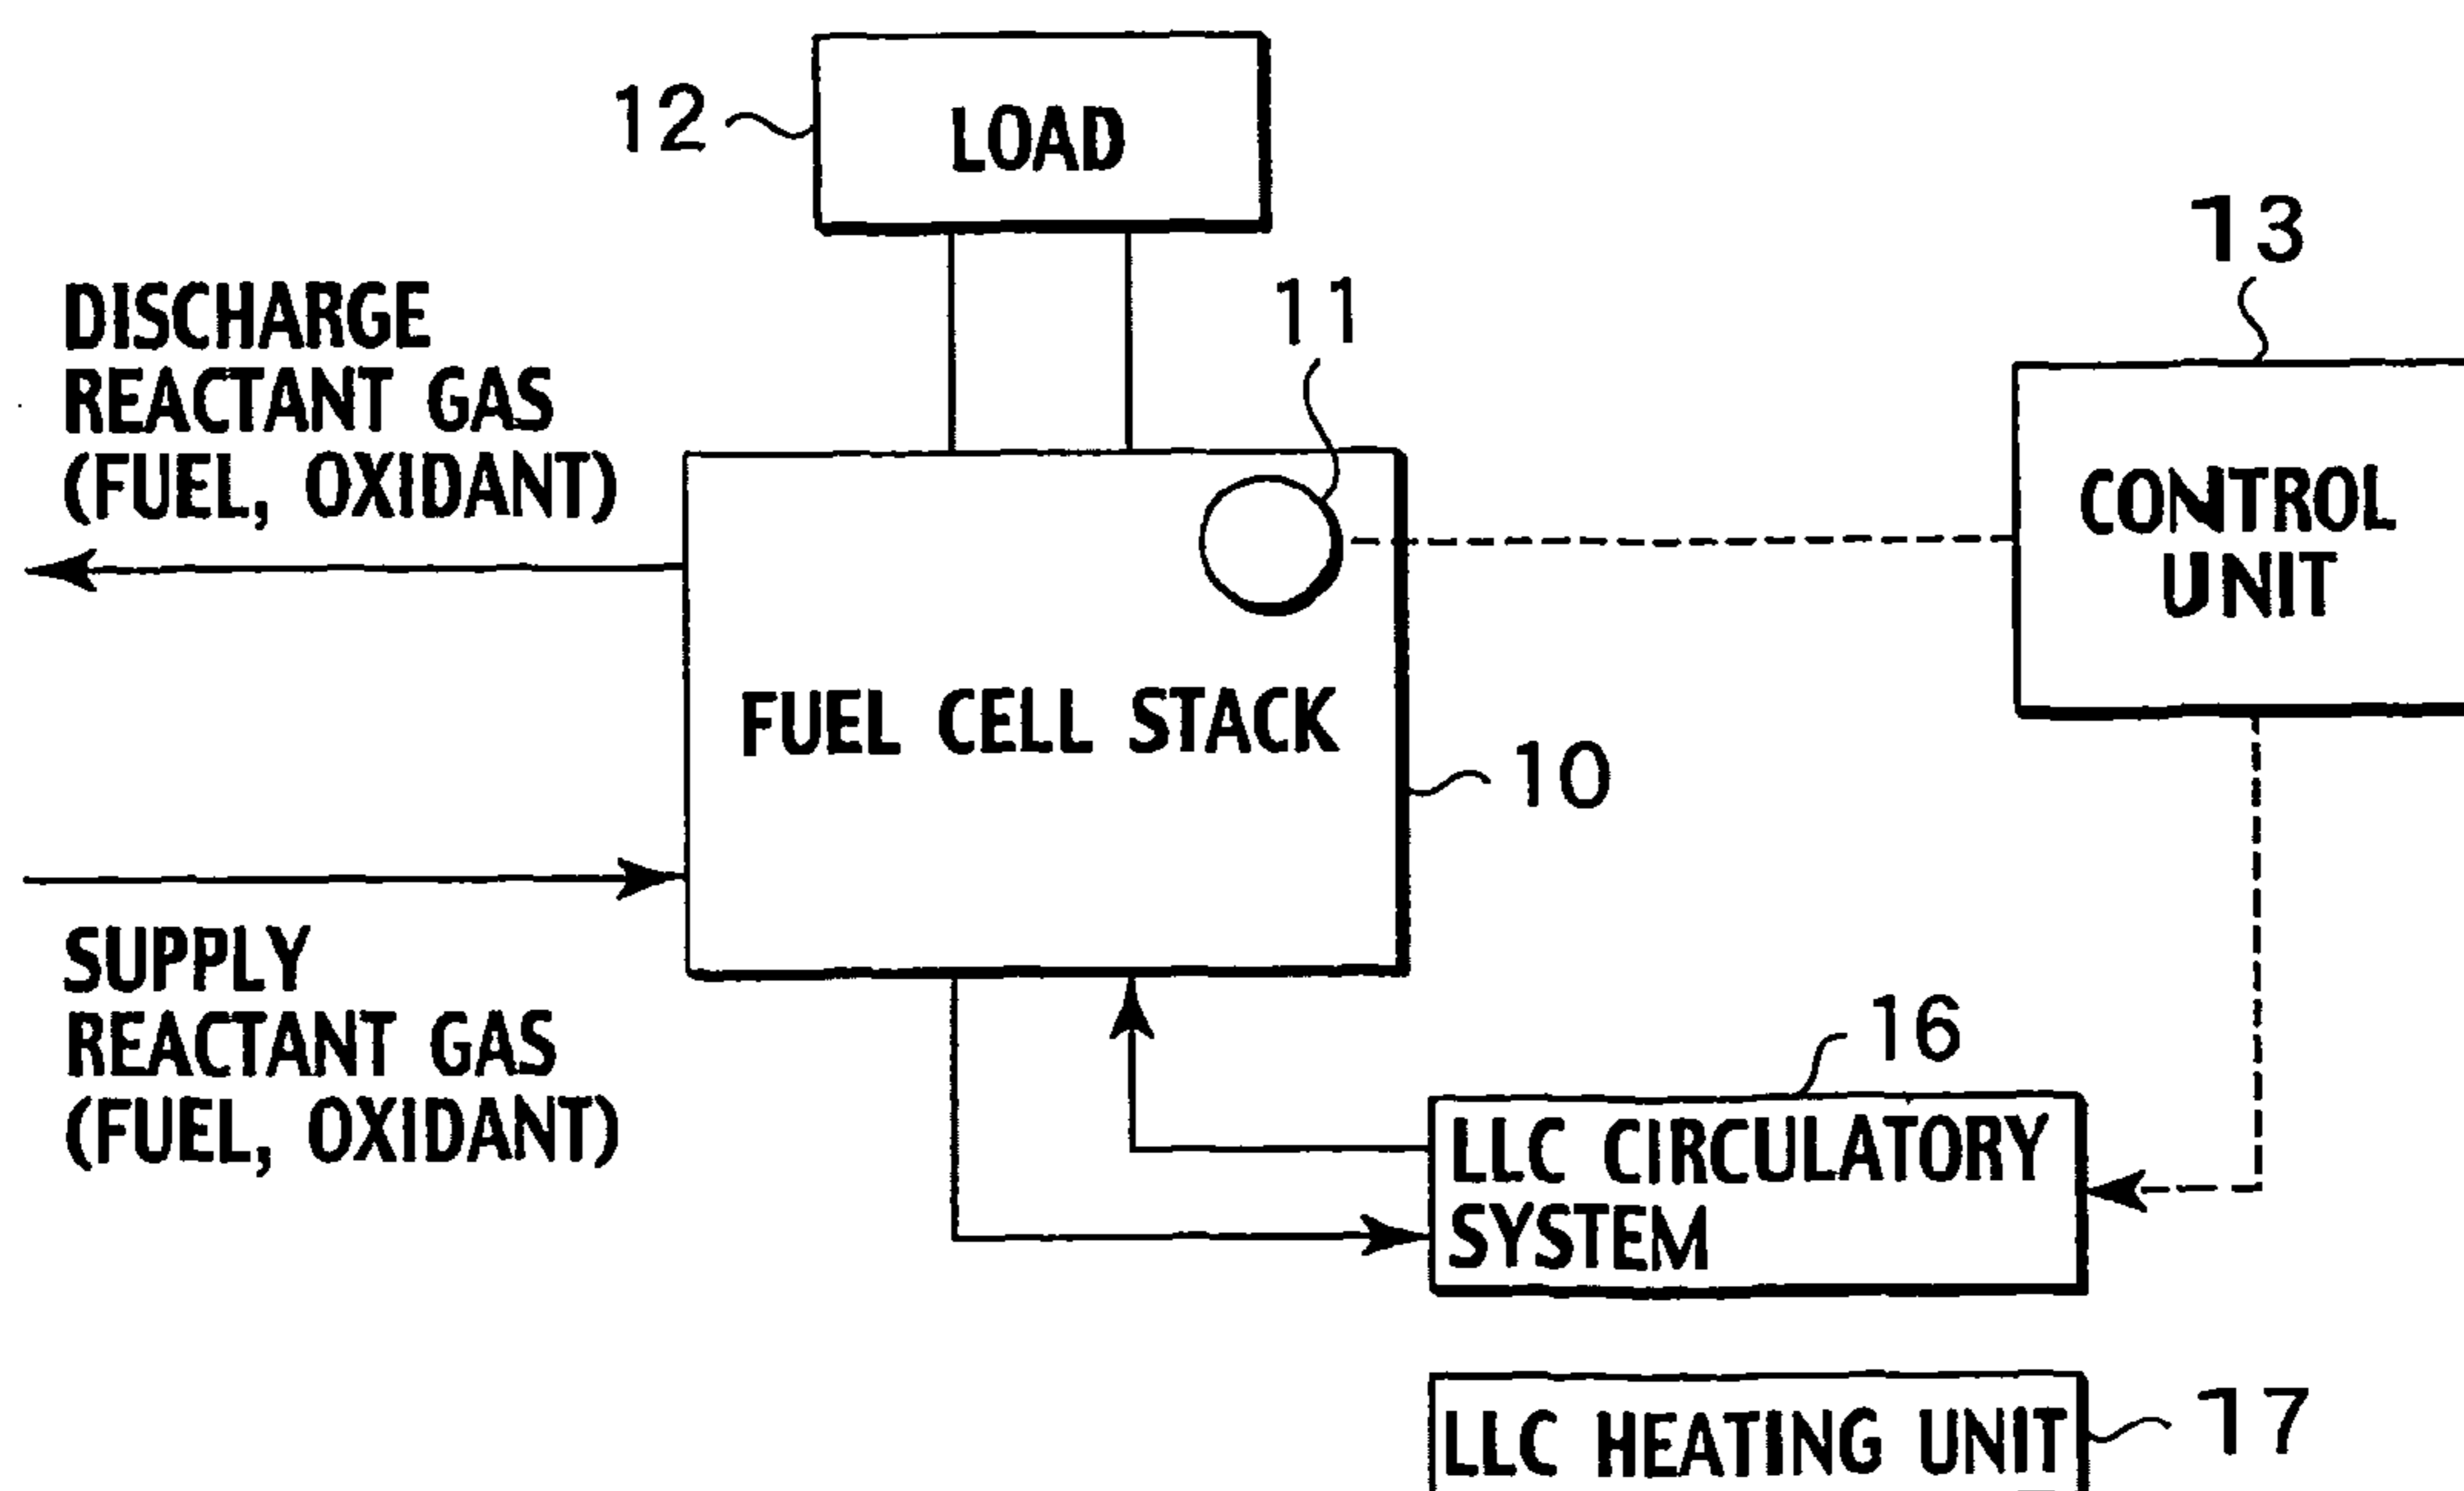 12
LOAD
13
11
DISCHARGE
REACTANT GAS
(FUEL, OXIDANT)
CONTROL
UNIT
FUEL CELL STACK
10
SUPPLY
REACTANT GAS
(FUEL, OXIDANT)
16
LLC CIRCULATORY
SYSTEM
LLC HEATING UNIT
17